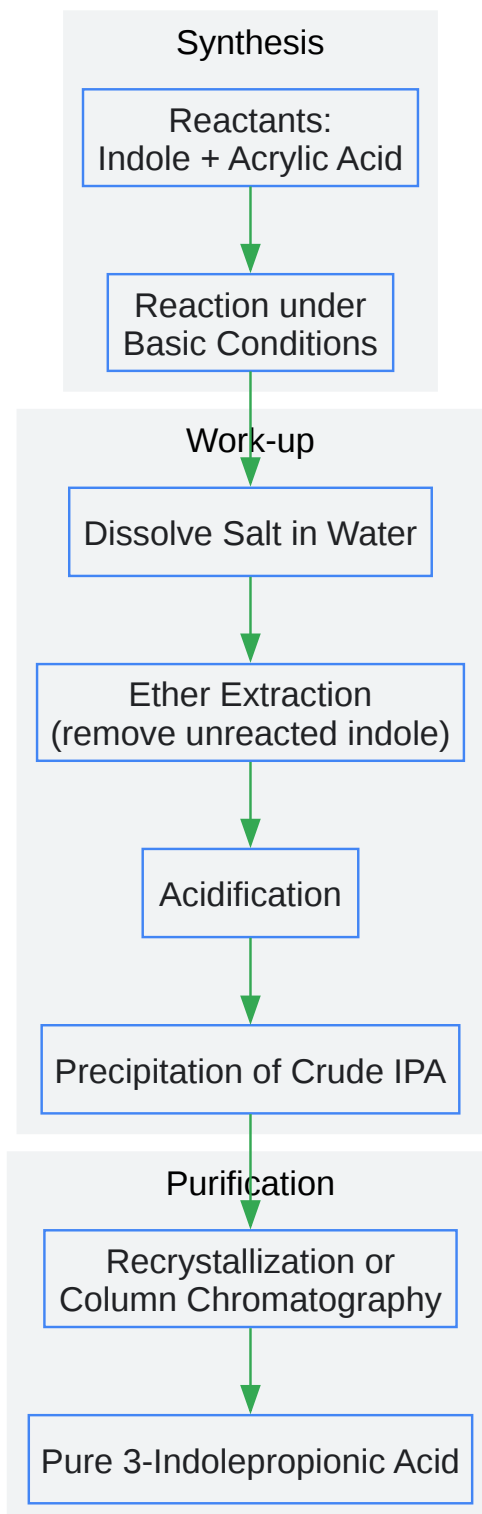 Synthesis
Reactants:
Indole + Acrylic Acid
Reaction under
Basic Conditions
Work-up
Dissolve Salt in Water
Ether Extraction
(remove unreacted indole)
Acidification
Precipitation of Crude IPA
Purification
Recrystallization or
Column Chromatography
Pure 3-Indolepropionic Acid